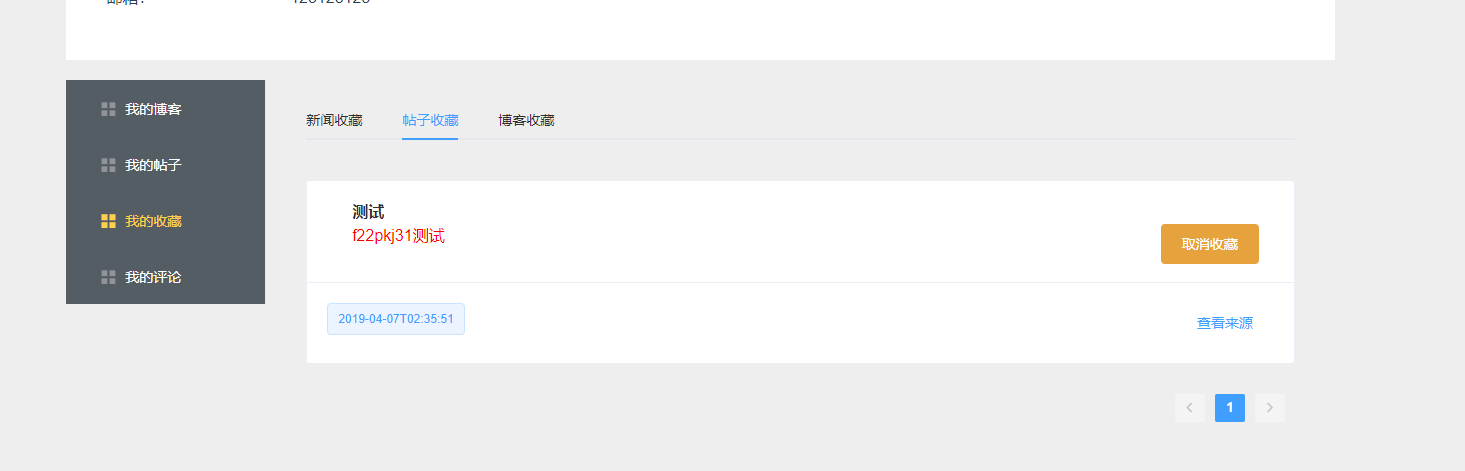 我的博客
我的帖子
我的收藏
我的评论
新闻收藏 帖子收藏 博客收藏
测试
f22pkj31测试
取消收藏
2019-04-07T02:35:51
查看来源
1